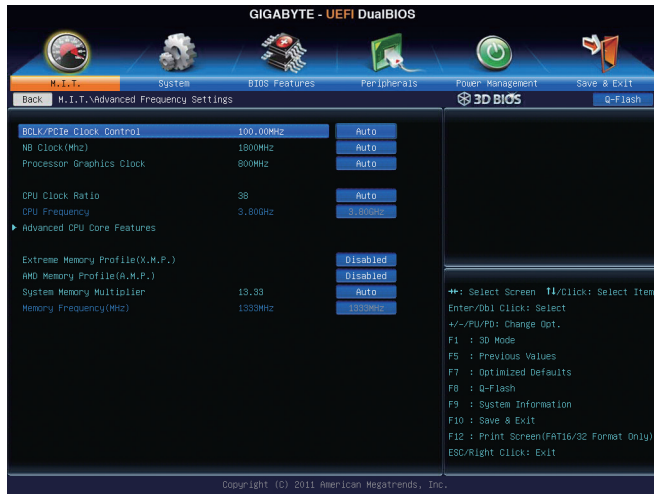 GIGABYTE - UEFI DualBIOS
M.I.T. System BIOS Features Peripherals Power Management Save & Exit
Back M.I.T.\Advanced Frequency Settings 3D BIOS Q-Flash
BCLK/PCIe Clock Control 100.00MHz Auto
NB Clock(Mhz) 1800MHz Auto
Processor Graphics Clock 800MHz Auto
CPU Clock Ratio 38 Auto
CPU Frequency 3.80GHz 3.80GHz
Advanced CPU Core Features
Extreme Memory Profile(X.M.P.) Disabled
AMD Memory Profile(A.M.P.) Disabled
System Memory Multiplier 13.33 Auto
Memory Frequency(MHz) 1333MHz 1333MHz
→←: Select Screen ↑↓/Click: Select Item
Enter/Dbl Click: Select
+/-/PU/PD: Change Opt.
F1 : 3D Mode
F5 : Previous Values
F7 : Optimized Defaults
F8 : Q-Flash
F9 : System Information
F10 : Save & Exit
F12 : Print Screen(FAT16/32 Format Only)
ESC/Right Click: Exit
Copyright (C) 2011 American Megatrends, Inc.